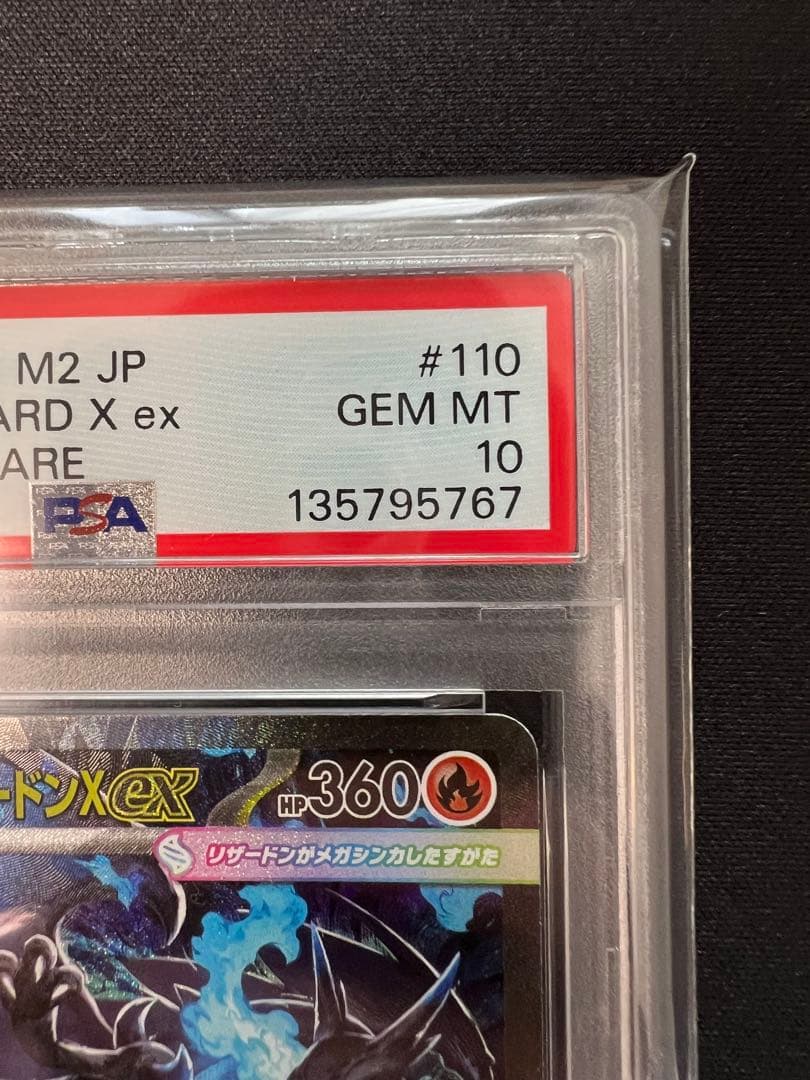 M2 JP #110
ARD X ex GEM MT
ARE 10
PSA 135795767
ードンXex HP360
リザードンがメガシンカしたすがた